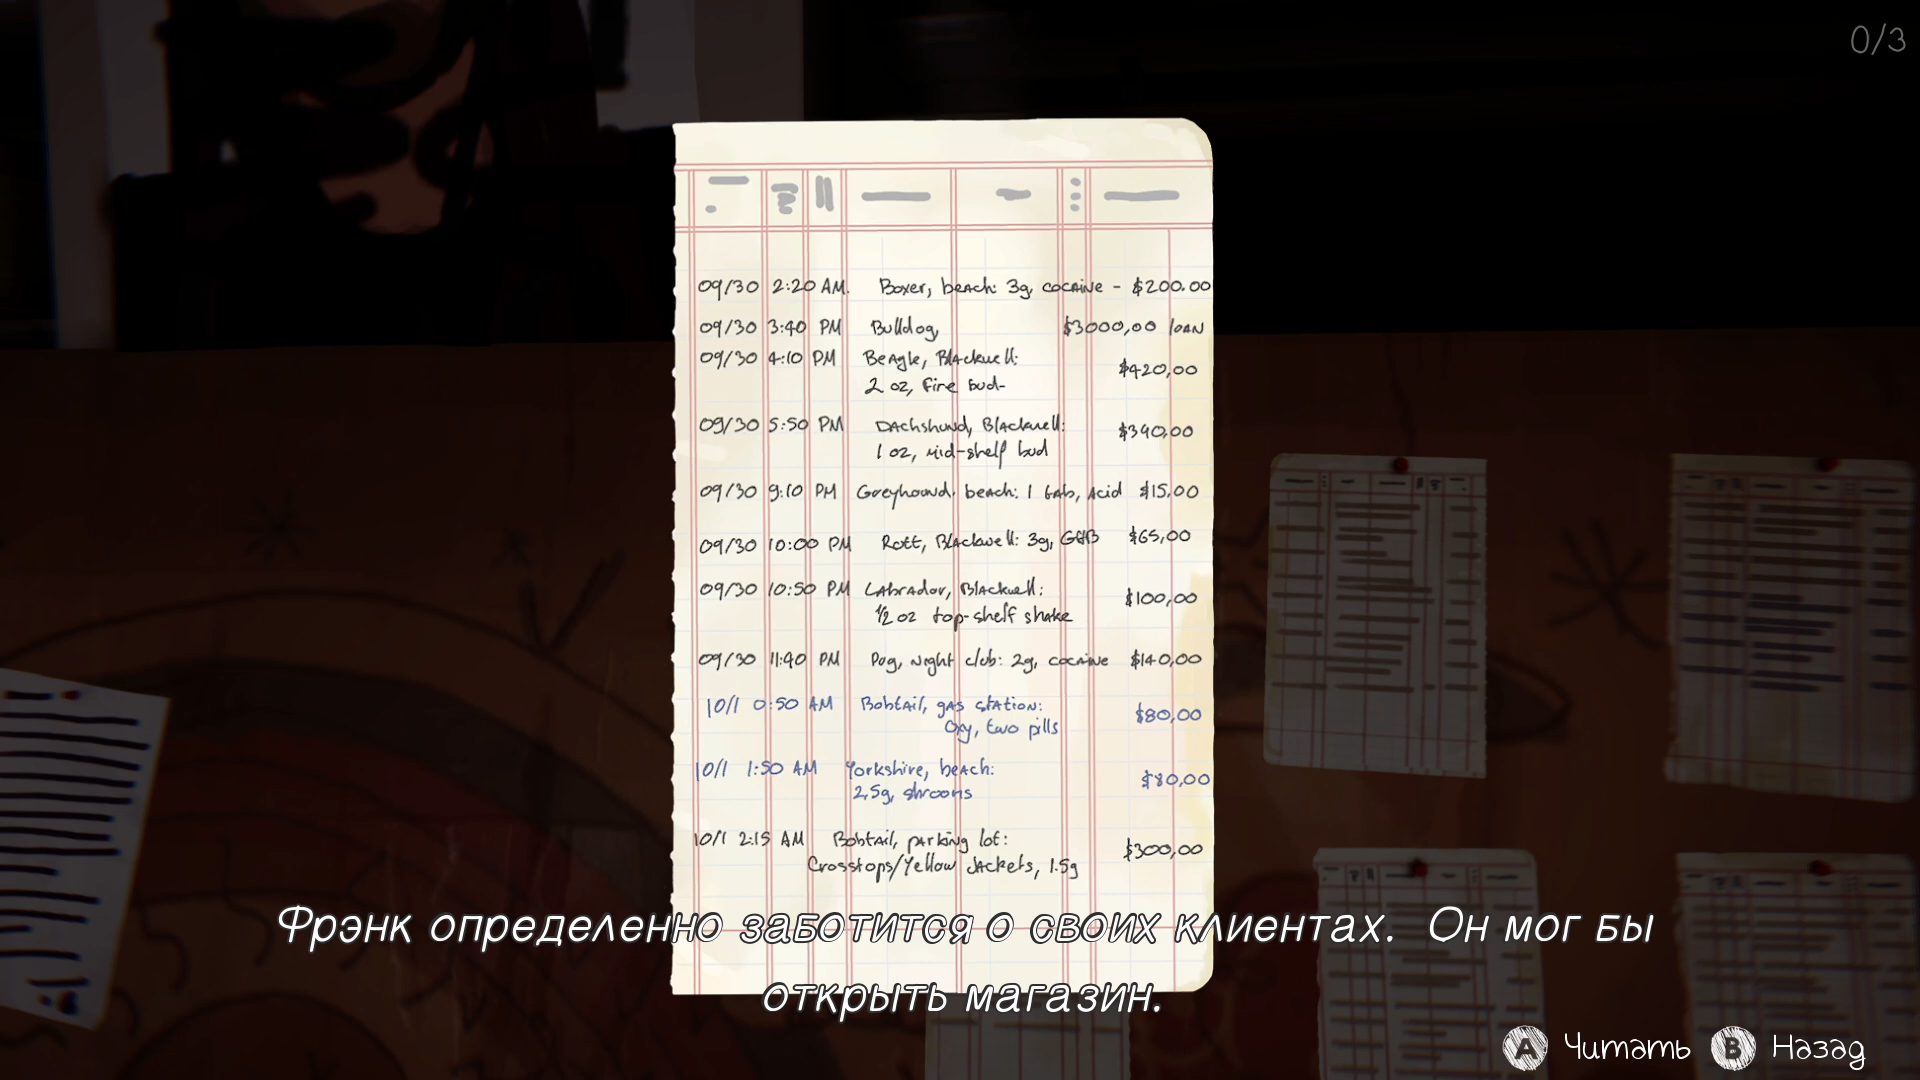 0/3
09/30 2:20 AM. Boxer, beach: 3g, cocaine - $200.00
09/30 3:40 PM Bulldog, $3000,00 loan
09/30 4:10 PM Beagle, Blackwell:
2 oz, fire bud- $420,00
09/30 5:50 PM Dachshund, Blackwell: $390,00
1 oz, mid-shelf bud
09/30 9:10 PM Greyhound, beach: 1 tab, acid $15.00
09/30 10:00 PM Rott, Blackwell: 3g, GHB $65,00
09/30 10:50 PM Labrador, Blackwell: $100,00
1/2 oz top-shelf shake
09/30 11:40 PM Pug, night club: 2g, cocaine $140,00
10/1 0:50 AM Bobtail, gas station: $80,00
Oxy, two pills
10/1 1:50 AM Yorkshire, beach: $80,00
2,5g, shrooms
10/1 2:15 AM Bobtail, parking lot: $300,00
Crosstops/Yellow Jackets, 1.5g
Фрэнк определенно заботится о своих клиентах. Он мог бы
открыть магазин.
A Читать B Назад